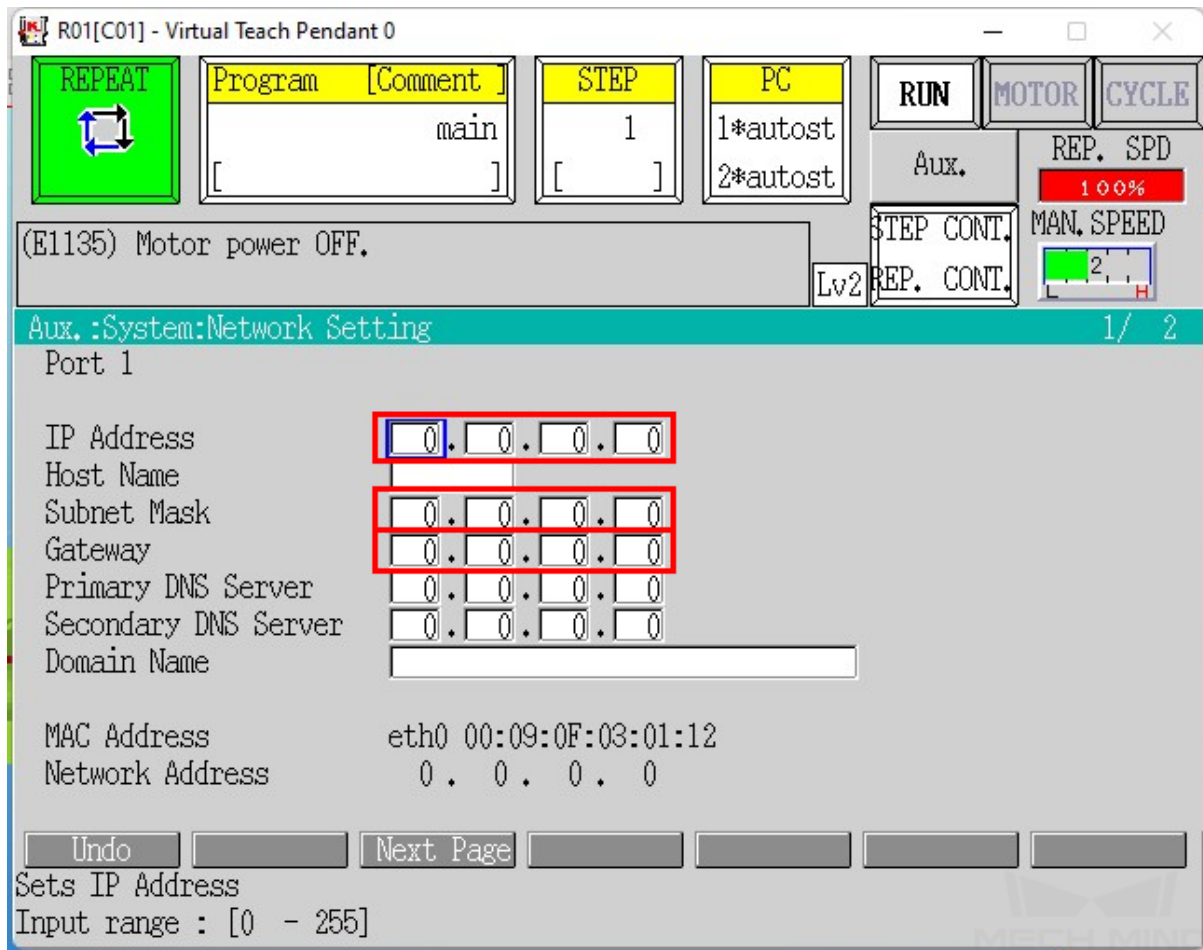 R01[C01] - Virtual Teach Pendant 0
REPEAT
Program [Comment ]
main
[ ]
STEP
1
[ ]
PC
1*autost
2*autost
RUN
MOTOR
CYCLE
Aux.
REP. SPD
100%
STEP CONT.
REP. CONT.
MAN.SPEED
2
L H
(E1135) Motor power OFF.
Lv2
Aux.:System:Network Setting 1/ 2
Port 1
IP Address 0. 0. 0. 0
Host Name
Subnet Mask 0. 0. 0. 0
Gateway 0. 0. 0. 0
Primary DNS Server 0. 0. 0. 0
Secondary DNS Server 0. 0. 0. 0
Domain Name
MAC Address eth0 00:09:0F:03:01:12
Network Address 0. 0. 0. 0
Undo Next Page
Sets IP Address
Input range : [0 - 255]
MECH MIND